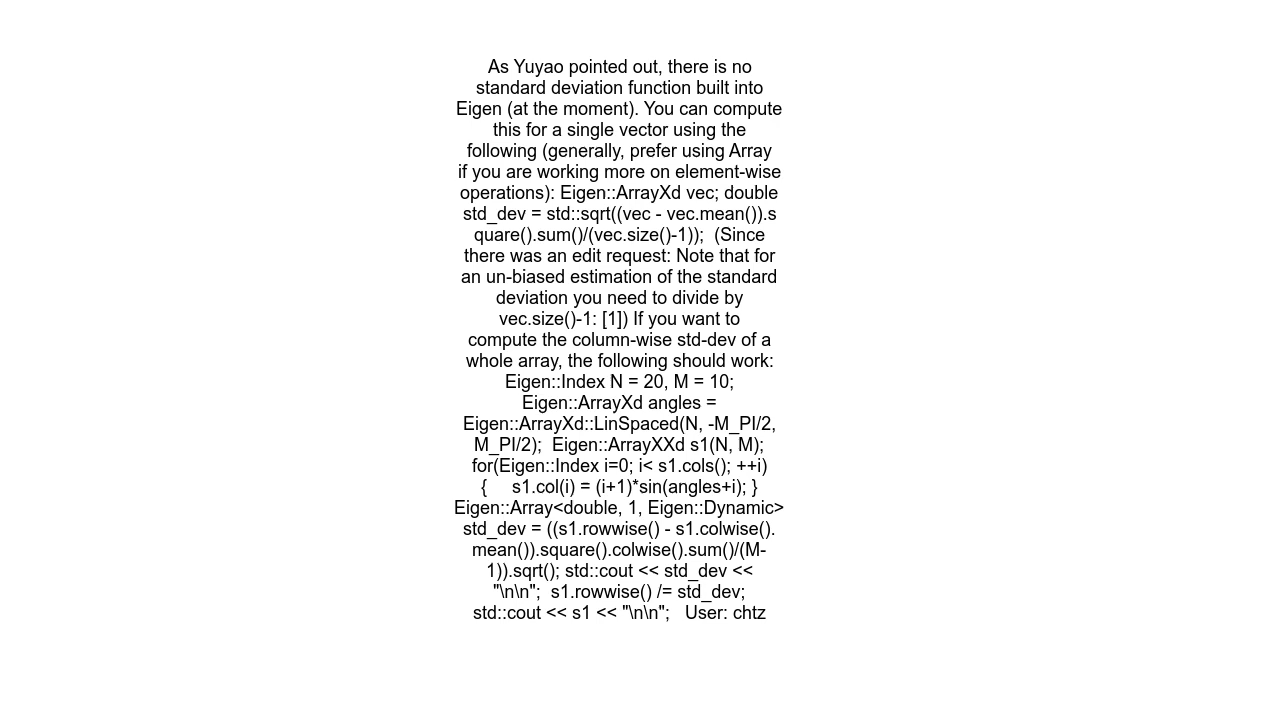 As Yuyao pointed out, there is no
standard deviation function built into
Eigen (at the moment). You can compute
this for a single vector using the
following (generally, prefer using Array
if you are working more on element-wise
operations): Eigen::ArrayXd vec; double
std_dev = std::sqrt((vec - vec.mean()).s
quare().sum()/(vec.size()-1));  (Since
there was an edit request: Note that for
an un-biased estimation of the standard
deviation you need to divide by
vec.size()-1: [1]) If you want to
compute the column-wise std-dev of a
whole array, the following should work:
Eigen::Index N = 20, M = 10;
Eigen::ArrayXd angles =
Eigen::ArrayXd::LinSpaced(N, -M_PI/2,
M_PI/2);  Eigen::ArrayXXd s1(N, M);
for(Eigen::Index i=0; i< s1.cols(); ++i)
{     s1.col(i) = (i+1)*sin(angles+i); }
Eigen::Array<double, 1, Eigen::Dynamic>
std_dev = ((s1.rowwise() - s1.colwise().
mean()).square().colwise().sum()/(M-
1)).sqrt(); std::cout << std_dev <<
"\n\n";  s1.rowwise() /= std_dev;
std::cout << s1 << "\n\n";   User: chtz